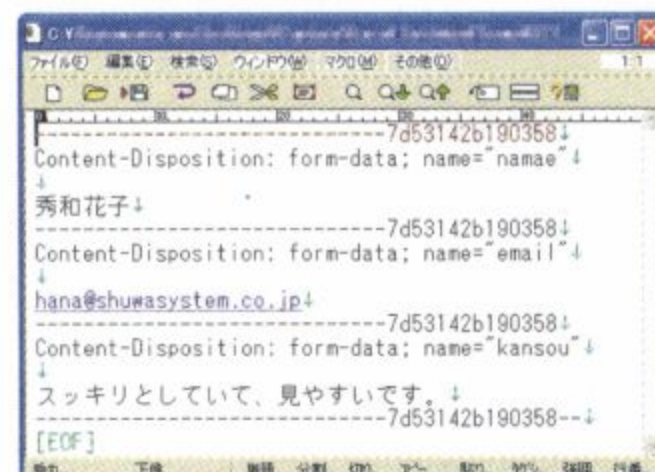 ファイル(F) 編集(E) 検索(S) ウィンドウ(W) マクロ(M) その他(O) 1:1
-----------------------------7d53142b190358↓
Content-Disposition: form-data; name="namae"↓
↓
秀和花子↓
-----------------------------7d53142b190358↓
Content-Disposition: form-data; name="email"↓
↓
hana@shuwasystem.co.jp↓
-----------------------------7d53142b190358↓
Content-Disposition: form-data; name="kansou"↓
↓
スッキリとしていて、見やすいです。↓
-----------------------------7d53142b190358--↓
[EOF]